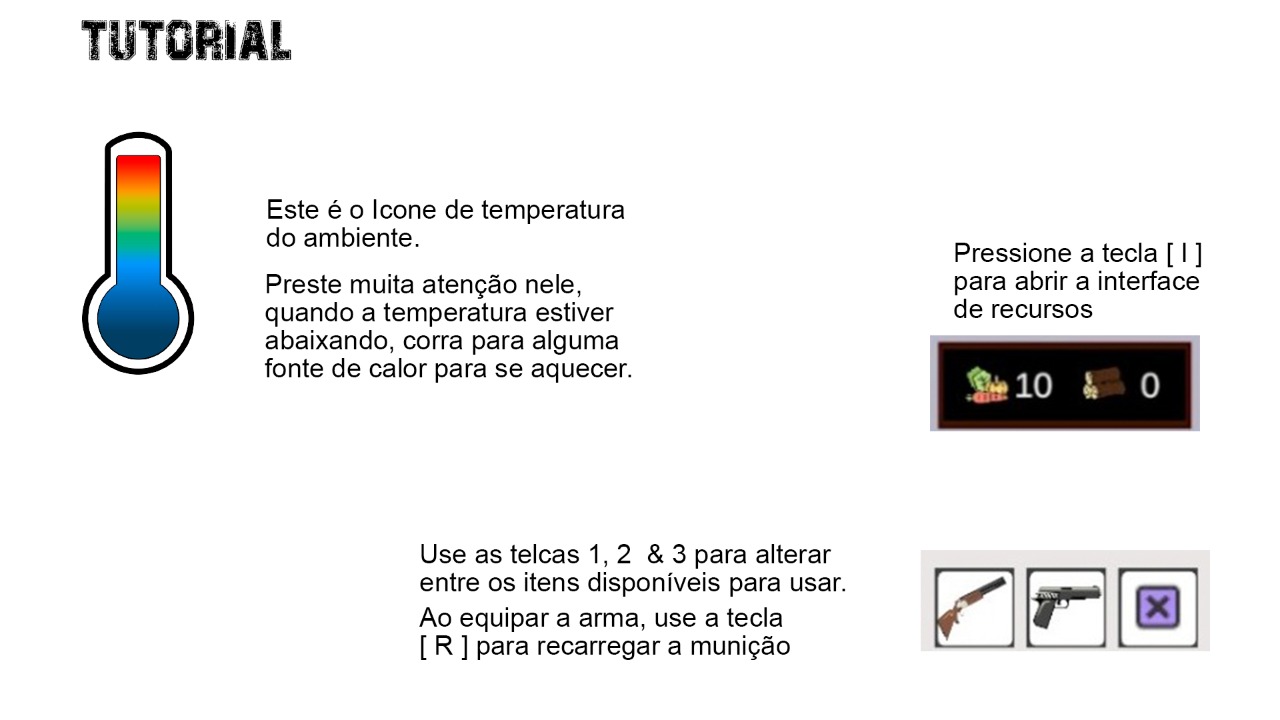 TUTORIAL
Este é o Icone de temperatura
do ambiente.
Preste muita atenção nele,
quando a temperatura estiver
abaixando, corra para alguma
fonte de calor para se aquecer.
Pressione a tecla [ I ]
para abrir a interface
de recursos
10 0
Use as telcas 1, 2  & 3 para alterar
entre os itens disponíveis para usar.
Ao equipar a arma, use a tecla
[ R ] para recarregar a munição